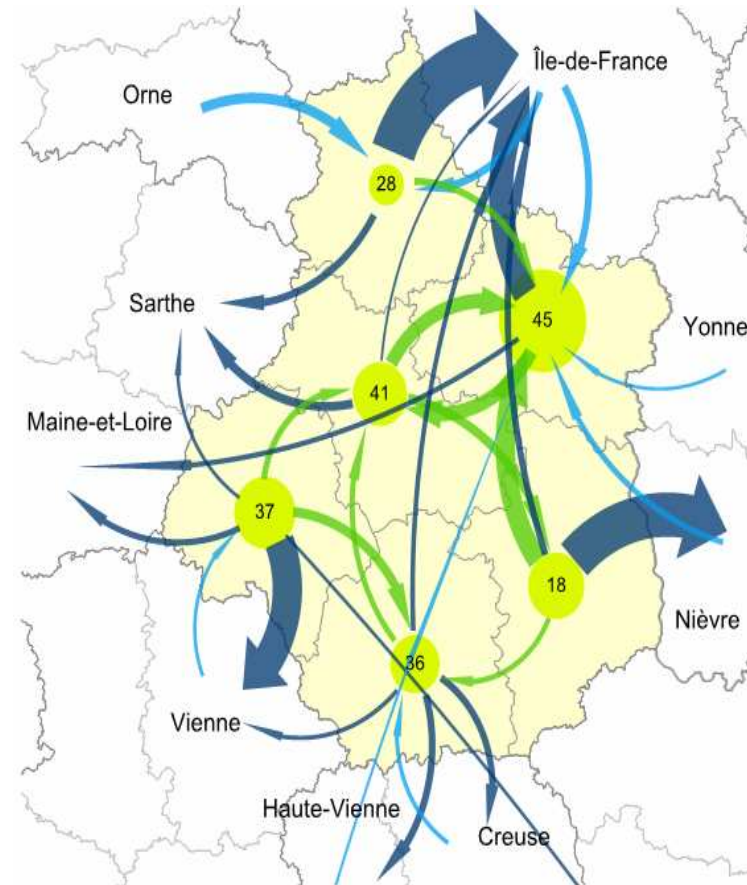 Île-de-France
Orne
28
Sarthe
45
Yonne
41
Maine-et-Loire
37
18
Nièvre
36
Vienne
Haute-Vienne
Creuse